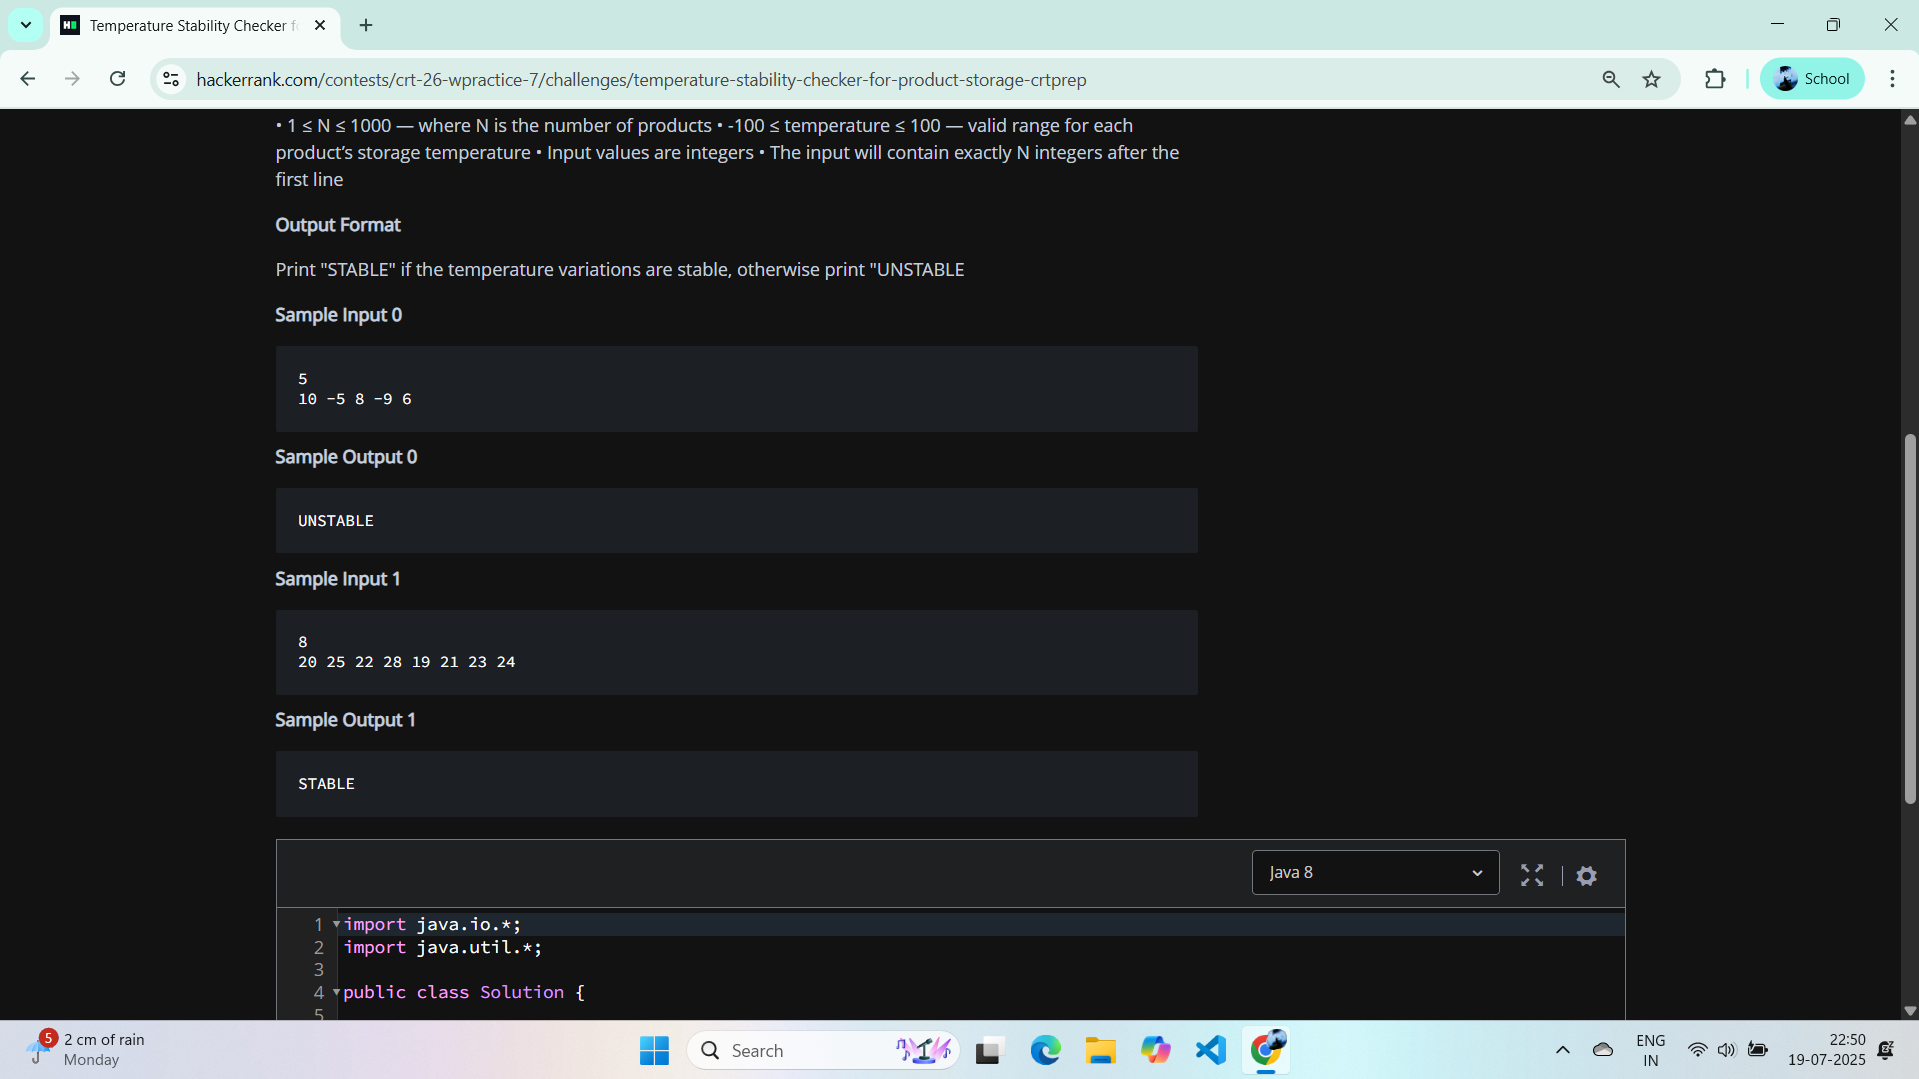 Temperature Stability Checker f
hackerrank.com/contests/crt-26-wpractice-7/challenges/temperature-stability-checker-for-product-storage-crtprep
School
• 1 ≤ N ≤ 1000 — where N is the number of products • -100 ≤ temperature ≤ 100 — valid range for each
product’s storage temperature • Input values are integers • The input will contain exactly N integers after the
first line
Output Format
Print "STABLE" if the temperature variations are stable, otherwise print "UNSTABLE
Sample Input 0
5
10 -5 8 -9 6
Sample Output 0
UNSTABLE
Sample Input 1
8
20 25 22 28 19 21 23 24
Sample Output 1
STABLE
Java 8
1 import java.io.*;
2 import java.util.*;
3
4 public class Solution {
5
5 2 cm of rain
Monday
Search
ENG
IN
22:50
19-07-2025